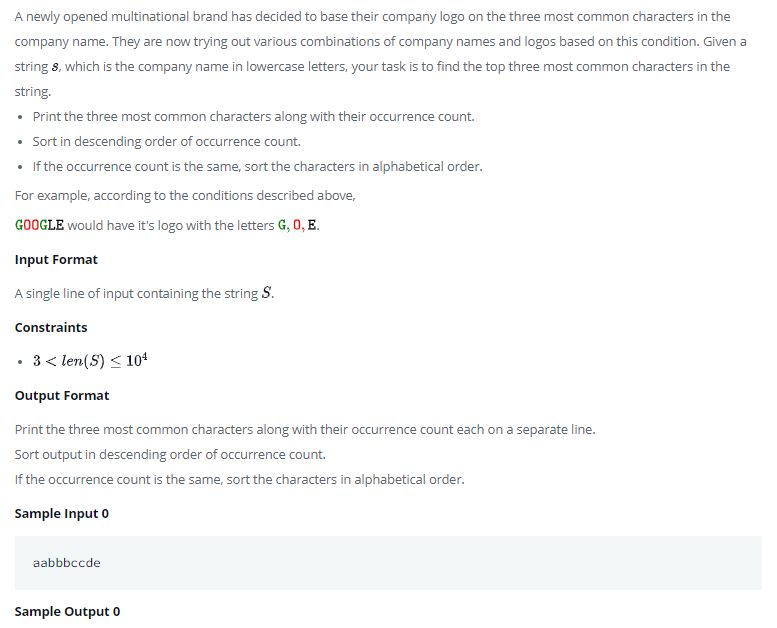 A newly opened multinational brand has decided to base their company logo on the three most common characters in the
company name. They are now trying out various combinations of company names and logos based on this condition. Given a
string s, which is the company name in lowercase letters, your task is to find the top three most common characters in the
string.
• Print the three most common characters along with their occurrence count.
• Sort in descending order of occurrence count.
• If the occurrence count is the same, sort the characters in alphabetical order.
For example, according to the conditions described above,
GOOGLE would have it's logo with the letters G, O, E.
Input Format
A single line of input containing the string S.
Constraints
• 3 < len(S) ≤ 10⁴
Output Format
Print the three most common characters along with their occurrence count each on a separate line.
Sort output in descending order of occurrence count.
If the occurrence count is the same, sort the characters in alphabetical order.
Sample Input 0
aabbbccde
Sample Output 0